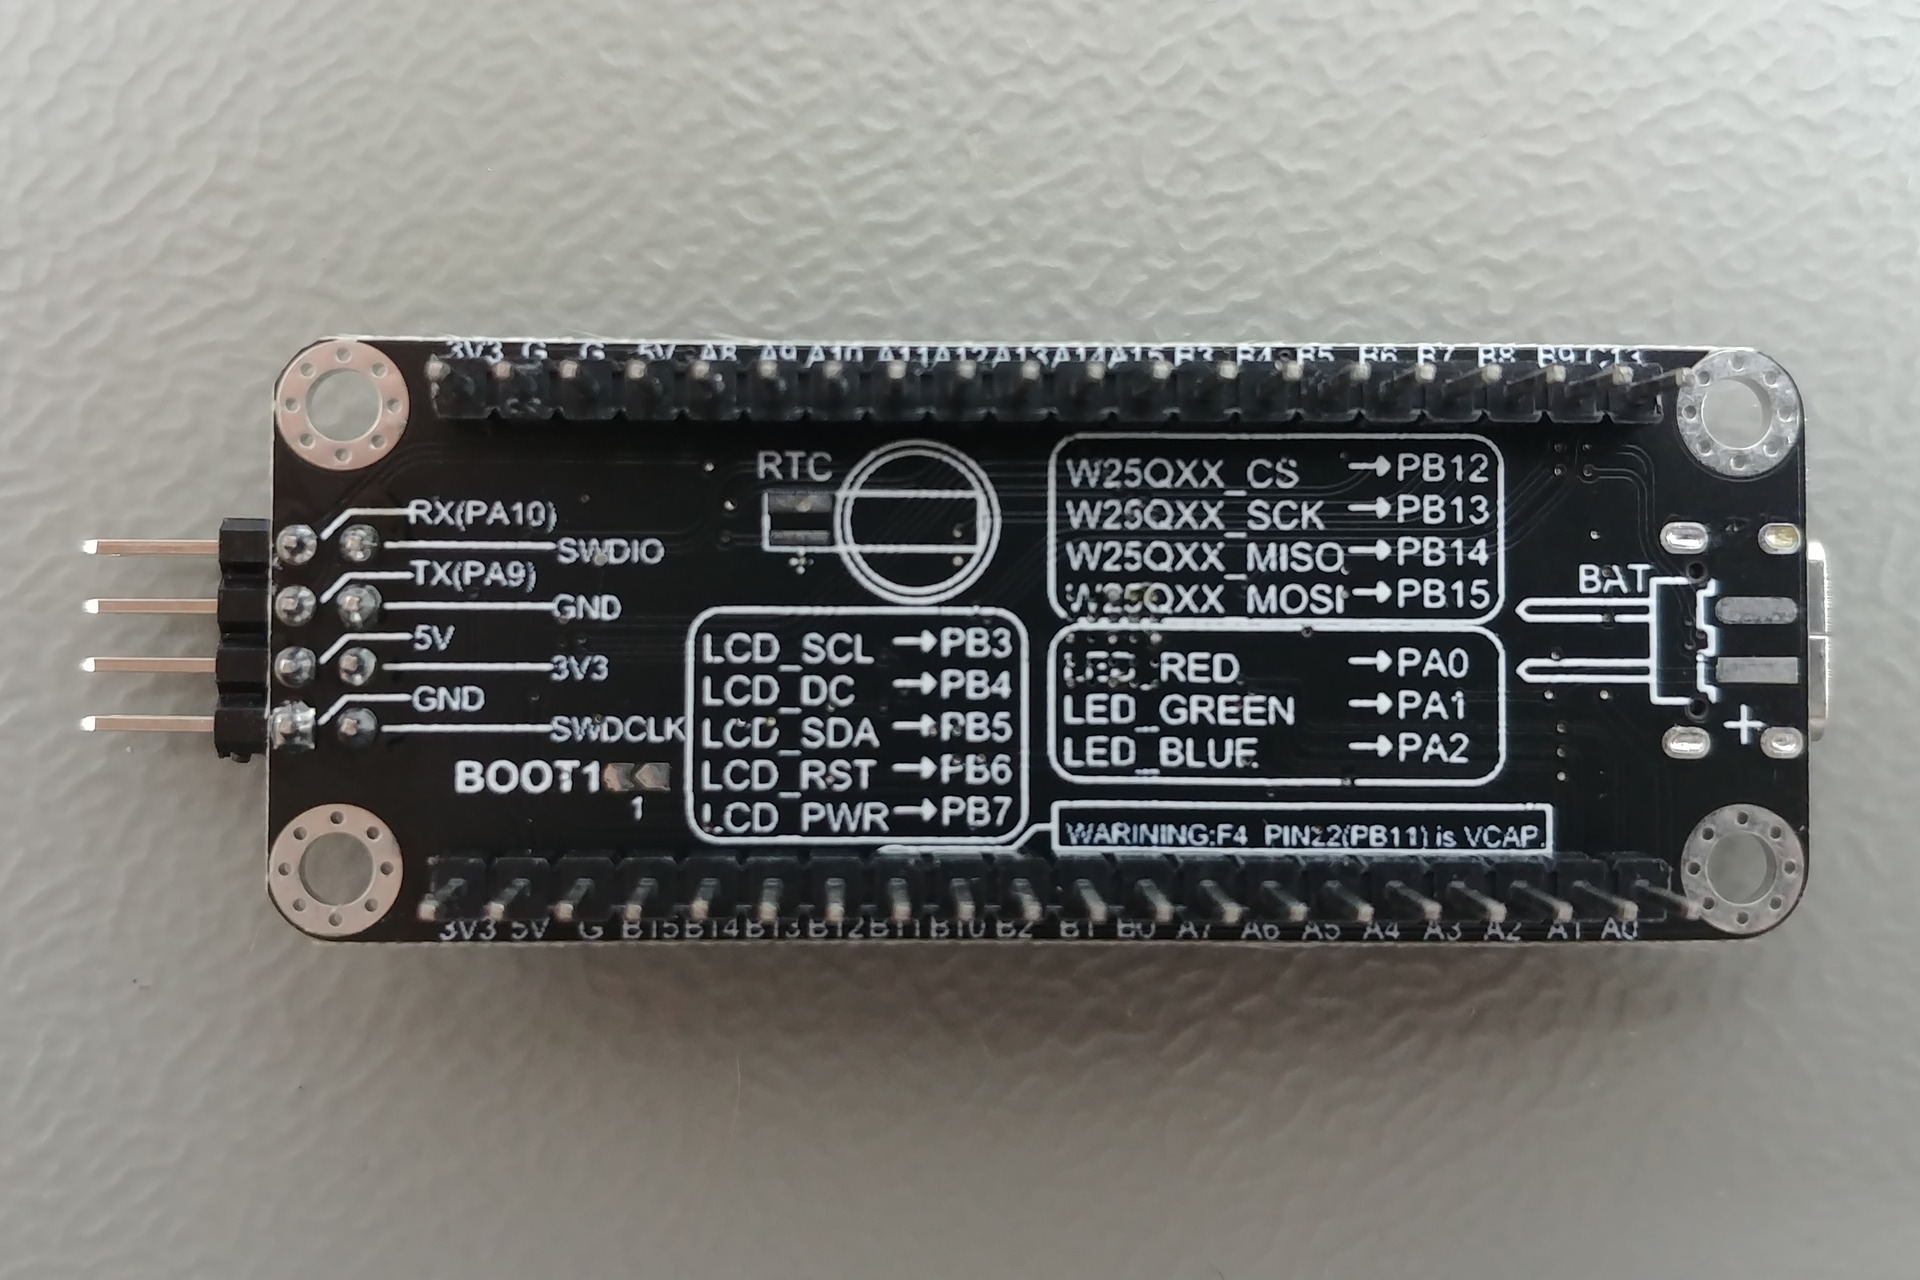 3V3 G G 5V A8 A9 A10 A11 A12 A13 A14 A15 B3 B4 B5 B6 B7 B8 B9 C13
RX(PA10)
SWDIO
TX(PA9)
GND
5V
3V3
GND
SWDCLK
BOOT1
1
RTC
+
LCD_SCL →PB3
LCD_DC →PB4
LCD_SDA →PB5
LCD_RST →PB6
LCD_PWR →PB7
W25QXX_CS →PB12
W25QXX_SCK →PB13
W25QXX_MISO →PB14
W25QXX_MOSI →PB15
LED_RED →PA0
LED_GREEN →PA1
LED_BLUE →PA2
WARINING:F4 PIN22(PB11) is VCAP.
BAT
+
3V3 5V G B15 B14 B13 B12 B11 B10 B2 B1 B0 A7 A6 A5 A4 A3 A2 A1 A0